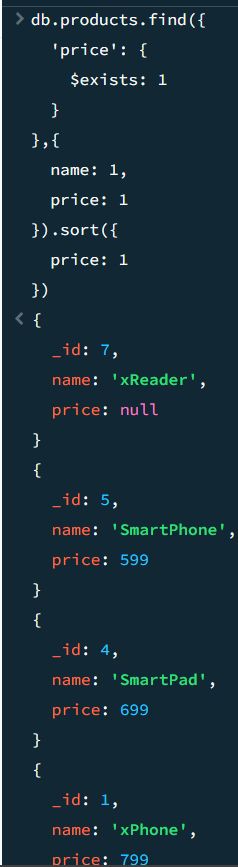 > db.products.find({
'price': {
$exists: 1
}
},{
name: 1,
price: 1
}).sort({
price: 1
})
< {
_id: 7,
name: 'xReader',
price: null
}
{
_id: 5,
name: 'SmartPhone',
price: 599
}
{
_id: 4,
name: 'SmartPad',
price: 699
}
{
_id: 1,
name: 'xPhone',
price: 799